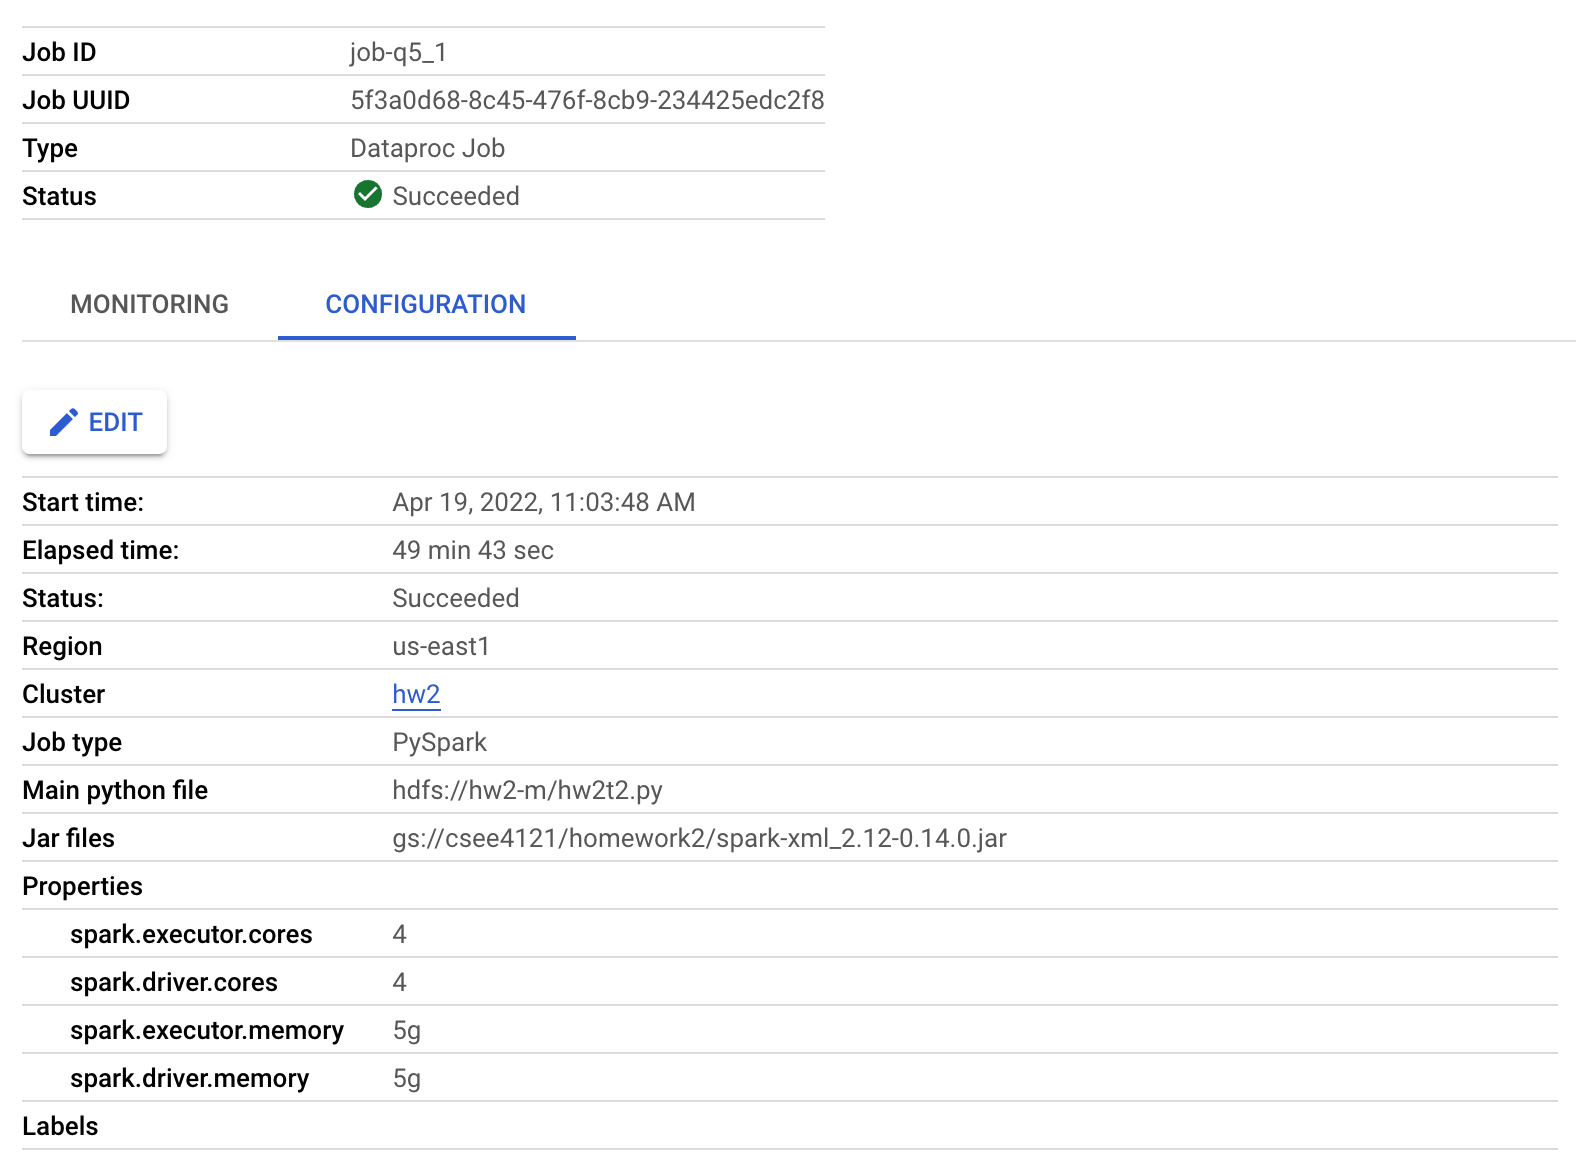 Job ID job-q5_1
Job UUID 5f3a0d68-8c45-476f-8cb9-234425edc2f8
Type Dataproc Job
Status Succeeded
MONITORING CONFIGURATION
EDIT
Start time: Apr 19, 2022, 11:03:48 AM
Elapsed time: 49 min 43 sec
Status: Succeeded
Region us-east1
Cluster hw2
Job type PySpark
Main python file hdfs://hw2-m/hw2t2.py
Jar files gs://csee4121/homework2/spark-xml_2.12-0.14.0.jar
Properties
spark.executor.cores 4
spark.driver.cores 4
spark.executor.memory 5g
spark.driver.memory 5g
Labels